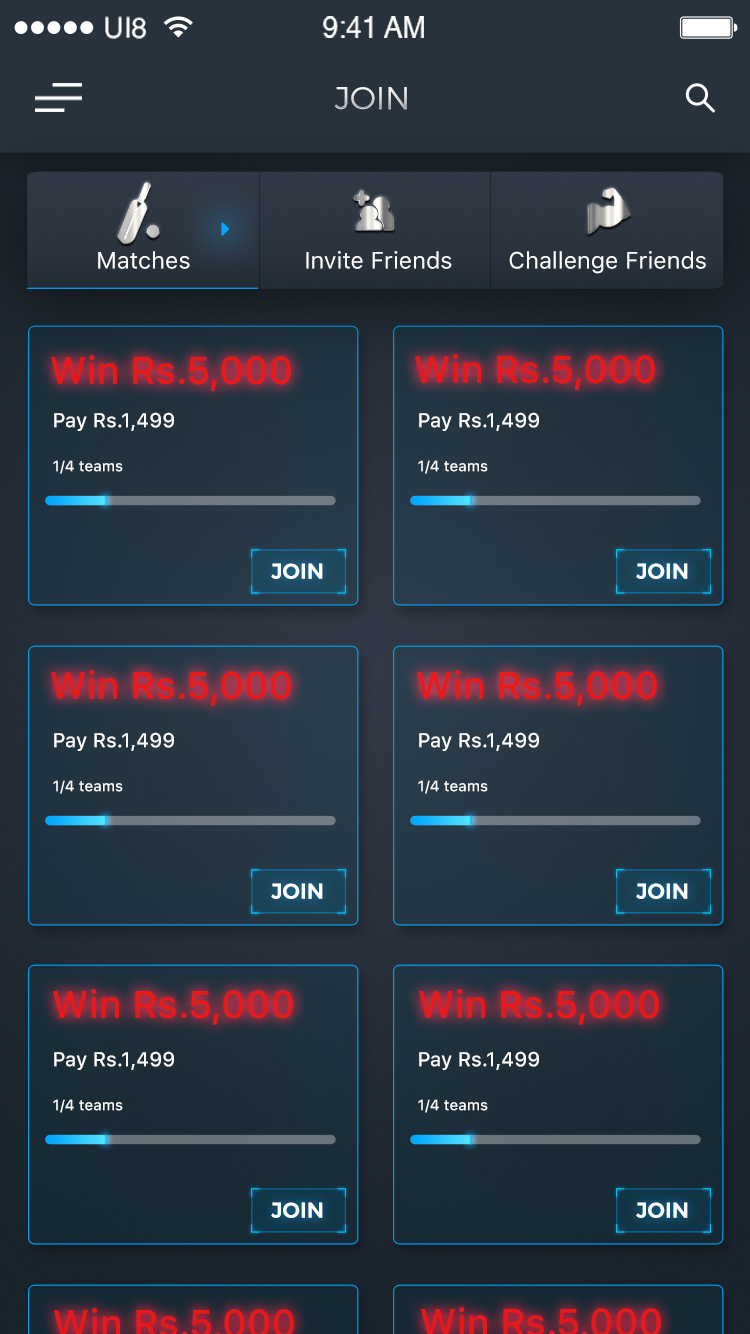 UI8 9:41 AM
JOIN
Matches Invite Friends Challenge Friends
Win Rs.5,000
Pay Rs.1,499
1/4 teams
JOIN
Win Rs.5,000
Pay Rs.1,499
1/4 teams
JOIN
Win Rs.5,000
Pay Rs.1,499
1/4 teams
JOIN
Win Rs.5,000
Pay Rs.1,499
1/4 teams
JOIN
Win Rs.5,000
Pay Rs.1,499
1/4 teams
JOIN
Win Rs.5,000
Pay Rs.1,499
1/4 teams
JOIN
Win Rs.5,000
Win Rs.5,000